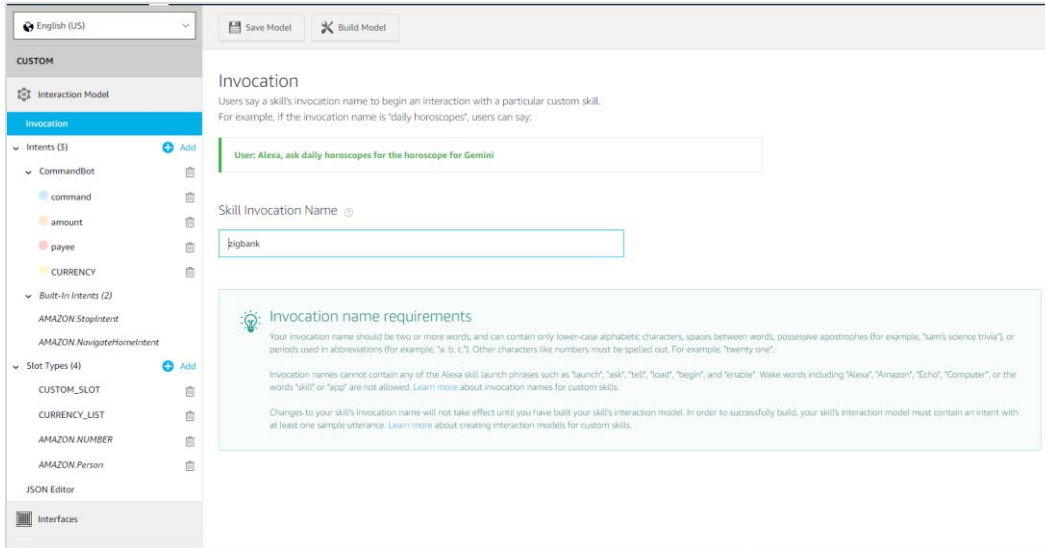 English (US)
Save Model
Build Model
CUSTOM
Interaction Model
Invocation
Intents (3)
Add
CommandBot
command
amount
payee
CURRENCY
Built-In Intents (2)
AMAZON.StopIntent
AMAZON.NavigateHomeIntent
Slot Types (4)
Add
CUSTOM_SLOT
CURRENCY_LIST
AMAZON.NUMBER
AMAZON.Person
JSON Editor
Interfaces
Invocation
Users say a skill's invocation name to begin an interaction with a particular custom skill.
For example, if the invocation name is "daily horoscopes", users can say:
User: Alexa, ask daily horoscopes for the horoscope for Gemini
Skill Invocation Name
zigbank
Invocation name requirements
Your invocation name should be two or more words, and can contain only lower-case alphabetic characters, spaces between words, possessive apostrophes (for example, "sam's science trivia"), or
periods used in abbreviations (for example, "a. b. c."). Other characters like numbers must be spelled out. For example, "twenty one".
Invocation names cannot contain any of the Alexa skill launch phrases such as "launch", "ask", "tell", "load", "begin", and "enable". Wake words including "Alexa", "Amazon", "Echo", "Computer", or the
words "skill" or "app" are not allowed. Learn more about invocation names for custom skills.
Changes to your skill's invocation name will not take effect until you have built your skill's interaction model. In order to successfully build, your skill's interaction model must contain an intent with
at least one sample utterance. Learn more about creating interaction models for custom skills.